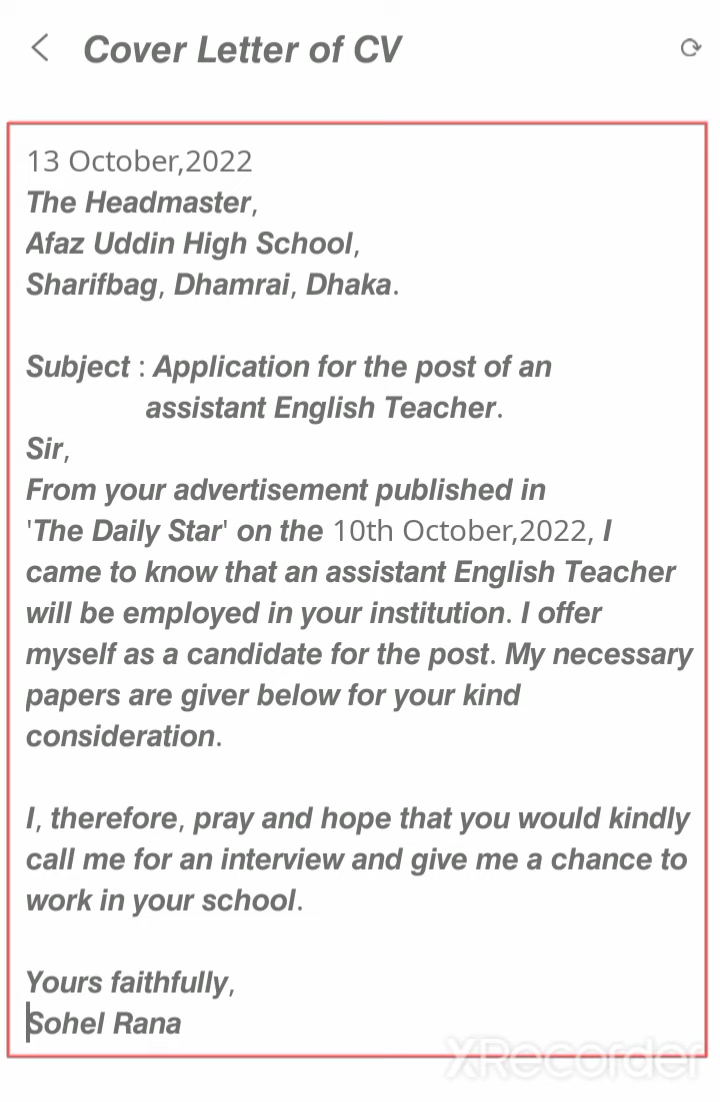 Cover Letter of CV
13 October,2022
The Headmaster,
Afaz Uddin High School,
Sharifbag, Dhamrai, Dhaka.
Subject : Application for the post of an
assistant English Teacher.
Sir,
From your advertisement published in
'The Daily Star' on the 10th October,2022, I
came to know that an assistant English Teacher
will be employed in your institution. I offer
myself as a candidate for the post. My necessary
papers are giver below for your kind
consideration.
I, therefore, pray and hope that you would kindly
call me for an interview and give me a chance to
work in your school.
Yours faithfully,
Sohel Rana
XRecorder